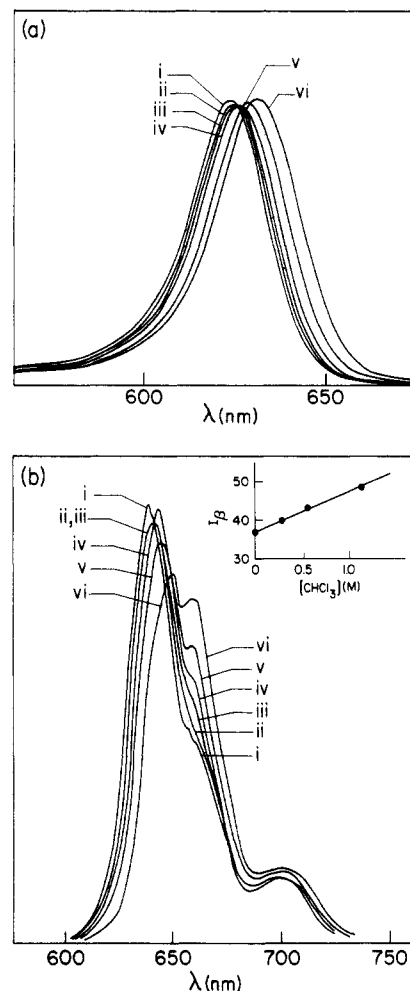 (a)
i
ii
iii
iv
v
vi
600
650
λ(nm)
(b)
i
ii, iii
iv
v
vi
50
40
30
Iβ
0
0.5
1.0
[CHCl₃](M)
vi
v
iv
iii
ii
i
600
650
700
750
λ(nm)